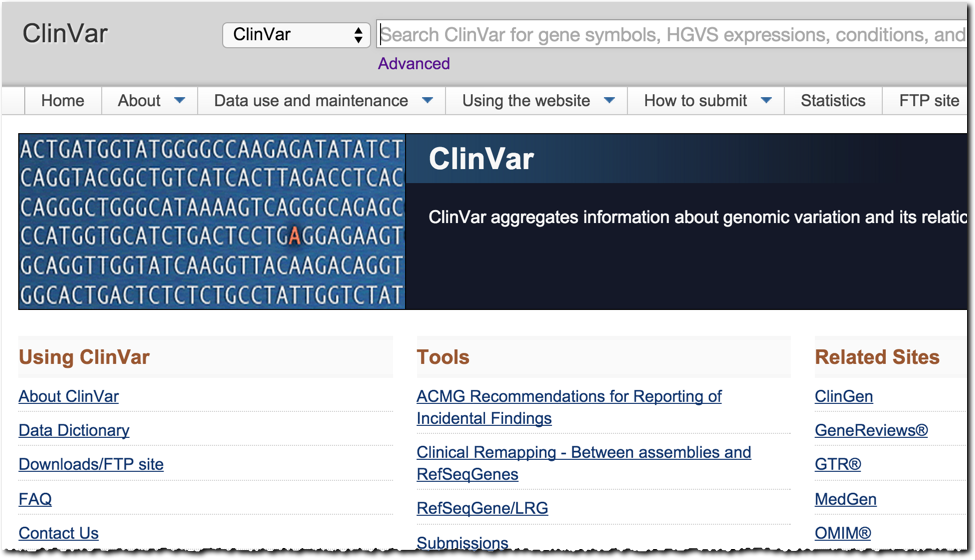 ClinVar
ClinVar
Search ClinVar for gene symbols, HGVS expressions, conditions, and
Advanced
Home
About
Data use and maintenance
Using the website
How to submit
Statistics
FTP site
ACTGATGGTATGGGGCCAAGAGATATATCT
CAGGTACGGCTGTCATCACTTAGACCTCAC
CAGGGCTGGGCATAAAAGTCAGGGCAGAGC
CCATGGTGCATCTGACTCCTGAGGAGAAGT
GCAGGTTGGTATCAAGGTTACAAGACAGGT
GGCACTGACTCTCTCTGCCTATTGGTCTAT
ClinVar
ClinVar aggregates information about genomic variation and its relatio
Using ClinVar
About ClinVar
Data Dictionary
Downloads/FTP site
FAQ
Contact Us
Tools
ACMG Recommendations for Reporting of
Incidental Findings
Clinical Remapping - Between assemblies and
RefSeqGenes
RefSeqGene/LRG
Submissions
Related Sites
ClinGen
GeneReviews®
GTR®
MedGen
OMIM®